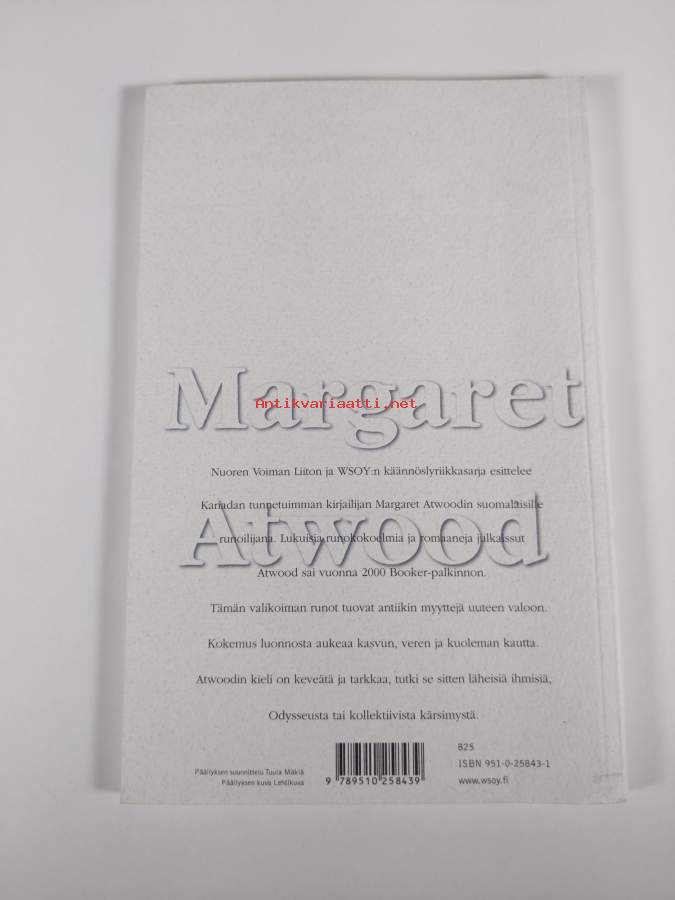 Margaret
Antikvariaatti.net
Nuoren Voiman Liiton ja WSOY:n käännöslyriikkasarja esittelee
Kanadan tunnetuimman kirjailijan Margaret Atwoodin suomalaisille
Atwood
runoilijana. Lukuisia runokokoelmia ja romaaneja julkaissut
Atwood sai vuonna 2000 Booker-palkinnon.
Tämän valikoiman runot tuovat antiikin myyttejä uuteen valoon.
Kokemus luonnosta aukeaa kasvun, veren ja kuoleman kautta.
Atwoodin kieli on keveätä ja tarkkaa, tutki se sitten läheisiä ihmisiä,
Odysseusta tai kollektiivista kärsimystä.
Päällyksen suunnittelu Tuula Mäkiä
Päällyksen kuva Lehtikuva
9 789510 258439
825
ISBN 951-0-25843-1
www.wsoy.fi